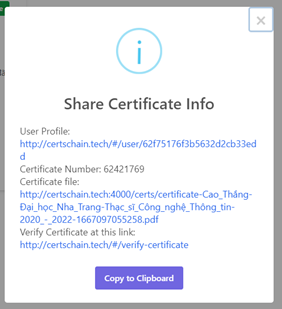 Share Certificate Info
User Profile:
http://certschain.tech/#/user/62f75176f3b5632d2cb33ed
d
Certificate Number: 62421769
Certificate file:
http://certschain.tech:4000/certs/certificate-Cao_Thắng-
Đại_học_Nha_Trang-Thạc_sĩ_Công_nghệ_Thông_tin-
2020_-_2022-1667097055258.pdf
Verify Certificate at this link:
http://certschain.tech/#/verify-certificate
Copy to Clipboard